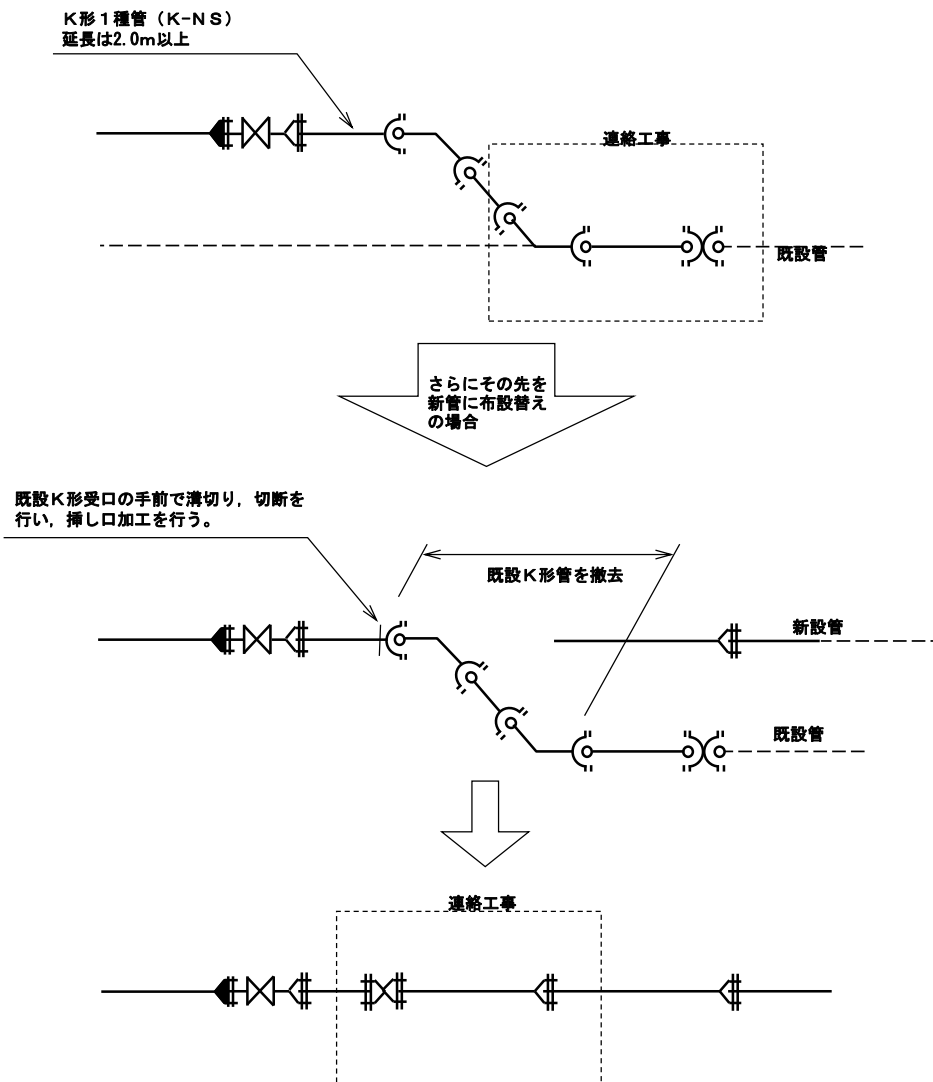 K形1種管（K-NS）
延長は2.0m以上
連絡工事
既設管
さらにその先を
新管に布設替え
の場合
既設K形受口の手前で溝切り，切断を
行い，挿し口加工を行う。
既設K形管を撤去
新設管
既設管
連絡工事